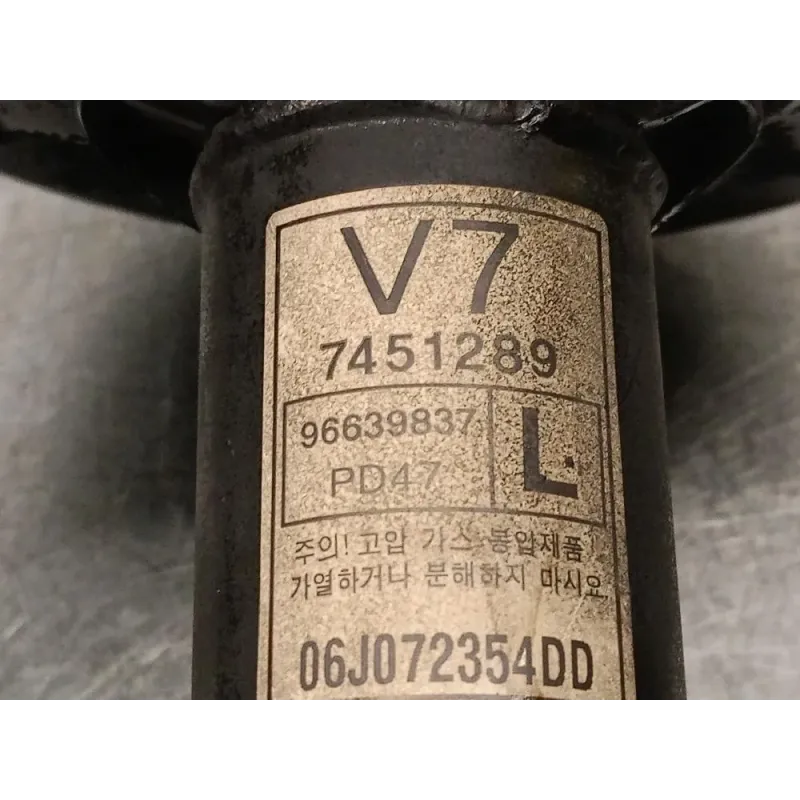 V7
7451289
96639837
L
PD47
주의! 고압 가스 봉압제품
가열하거나 분해하지 마시요
06J072354DD